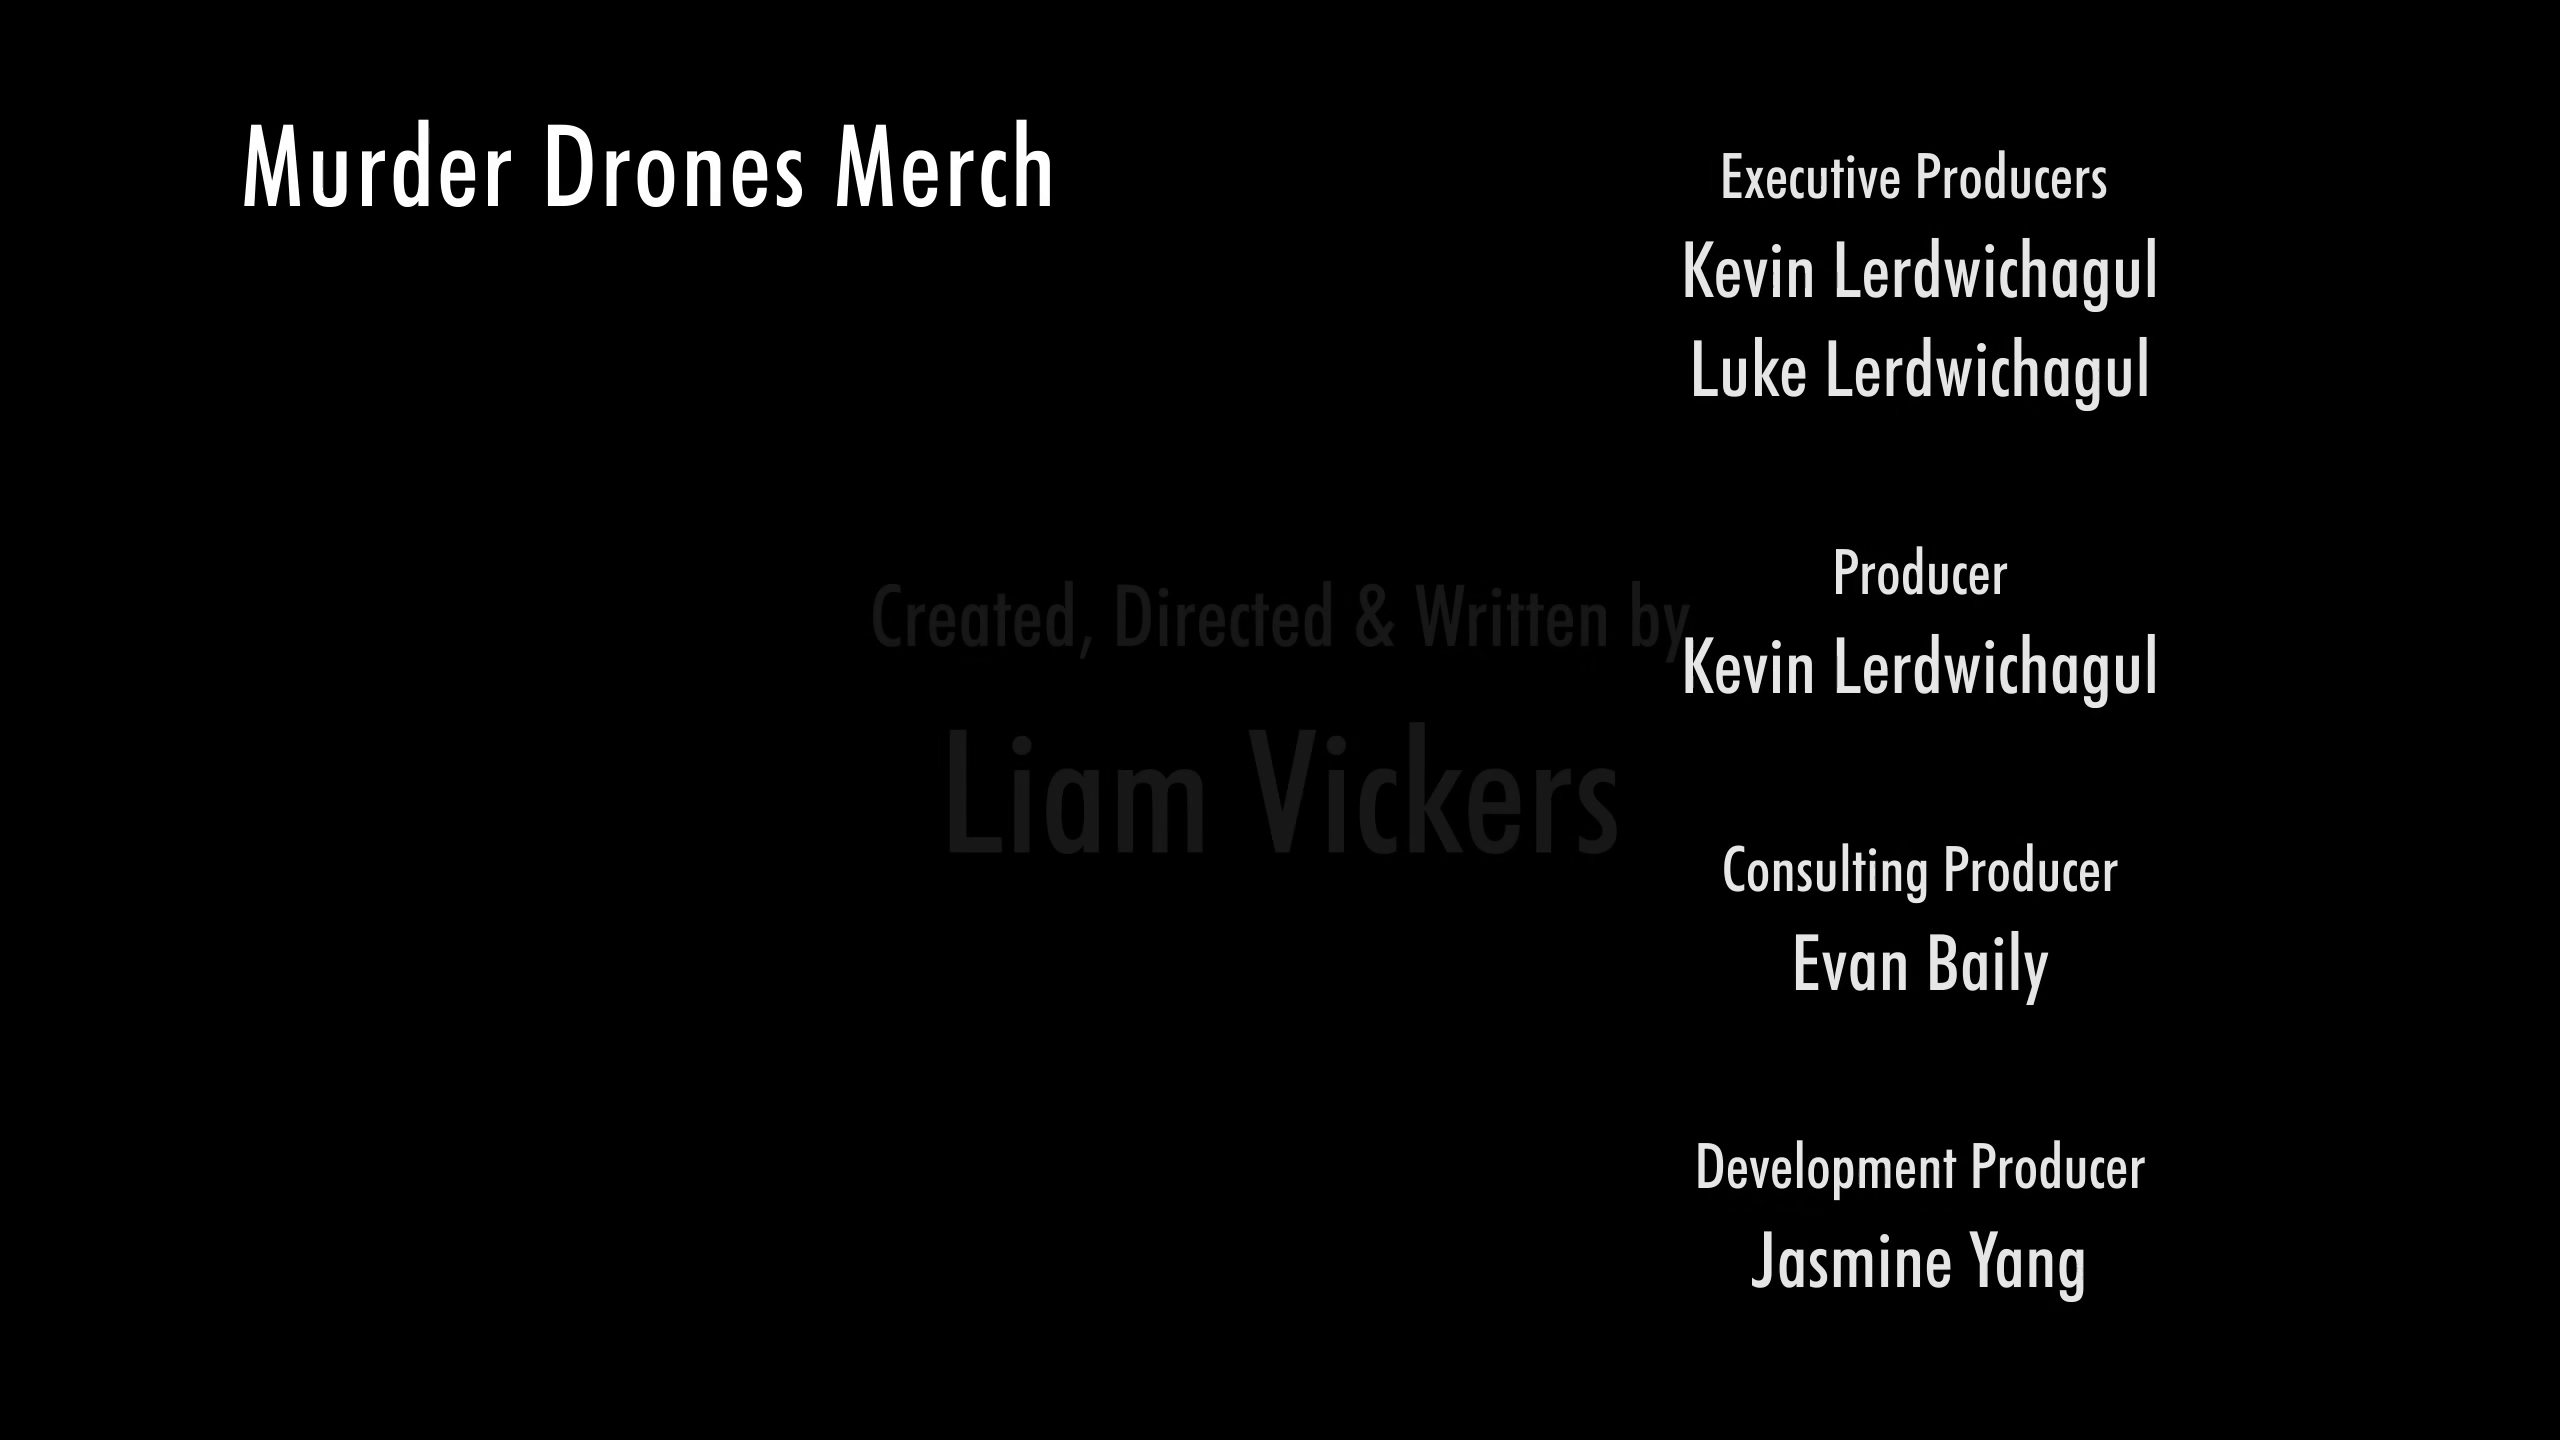 Murder Drones Merch
Executive Producers
Kevin Lerdwichagul
Luke Lerdwichagul
Created, Directed & Written by
Liam Vickers
Producer
Kevin Lerdwichagul
Consulting Producer
Evan Baily
Development Producer
Jasmine Yang